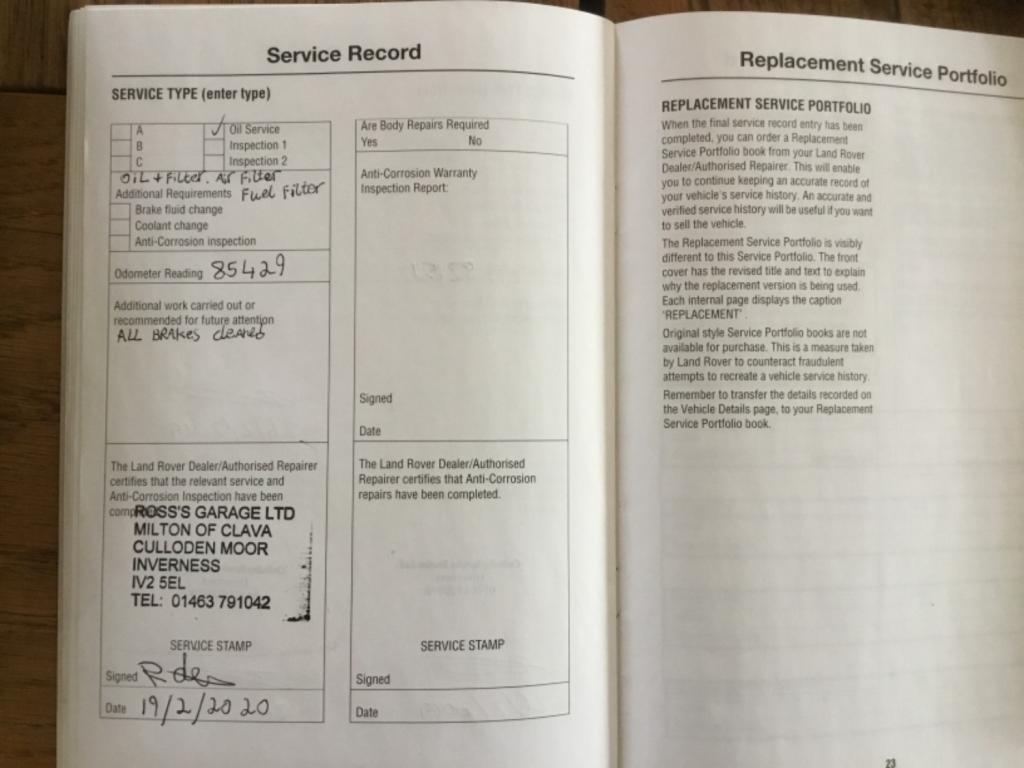 Service Record
SERVICE TYPE (enter type)
A
Oil Service
B
Inspection 1
C
Inspection 2
OIL + Filter. Air Filter
Additional Requirements Fuel Filter
Brake fluid change
Coolant change
Anti-Corrosion inspection
Odometer Reading 85429
Additional work carried out or
recommended for future attention
ALL BRAKES cleaned
The Land Rover Dealer/Authorised Repairer
certifies that the relevant service and
Anti-Corrosion Inspection have been
ROSS'S GARAGE LTD
MILTON OF CLAVA
CULLODEN MOOR
INVERNESS
IV2 5EL
TEL: 01463 791042
SERVICE STAMP
Signed
Date 19/2/2020
Are Body Repairs Required
Yes No
Anti-Corrosion Warranty
Inspection Report:
Signed
Date
The Land Rover Dealer/Authorised
Repairer certifies that Anti-Corrosion
repairs have been completed.
SERVICE STAMP
Signed
Date
Replacement Service Portfolio
REPLACEMENT SERVICE PORTFOLIO
When the final service record entry has been
completed, you can order a Replacement
Service Portfolio book from your Land Rover
Dealer/Authorised Repairer. This will enable
you to continue keeping an accurate record of
your vehicle's service history. An accurate and
verified service history will be useful if you want
to sell the vehicle.
The Replacement Service Portfolio is visibly
different to this Service Portfolio. The front
cover has the revised title and text to explain
why the replacement version is being used.
Each internal page displays the caption
'REPLACEMENT'.
Original style Service Portfolio books are not
available for purchase. This is a measure taken
by Land Rover to counteract fraudulent
attempts to recreate a vehicle service history.
Remember to transfer the details recorded on
the Vehicle Details page, to your Replacement
Service Portfolio book.
23